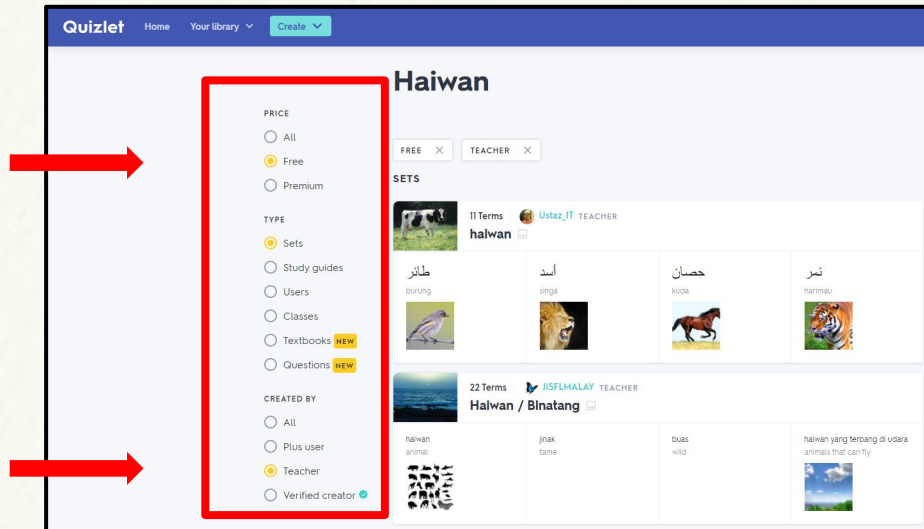 Quizlet Home Your library Create
Haiwan
PRICE
All
Free
Premium
TYPE
Sets
Study guides
Users
Classes
Textbooks NEW
Questions NEW
CREATED BY
All
Plus user
Teacher
Verified creator
FREE TEACHER
SETS
11 Terms Ustaz_IT TEACHER
haiwan
طائر
burung
أسد
singa
حصان
kuda
نمر
harimau
22 Terms JISFLMALAY TEACHER
Haiwan / Binatang
haiwan
animal
jinak
tame
buas
wild
haiwan yang terbang di udara
animals that can fly